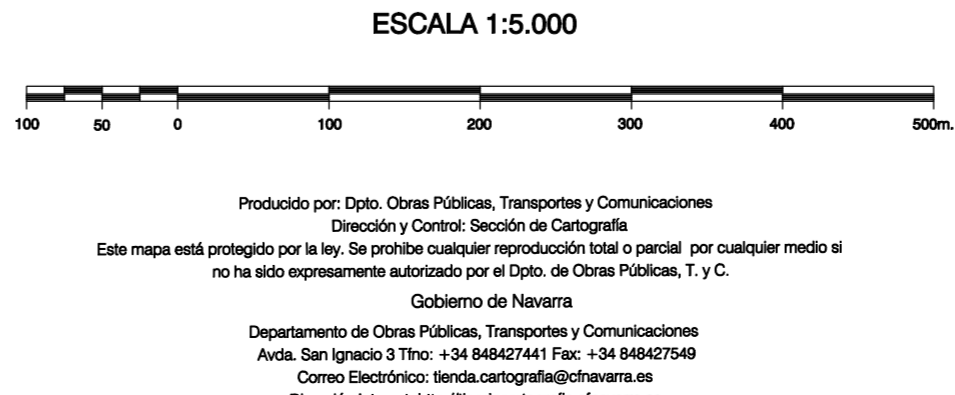 ESCALA 1:5.000
100 50 0 100 200 300 400 500m.
Producido por: Dpto. Obras Públicas, Transportes y Comunicaciones
Dirección y Control: Sección de Cartografía
Este mapa está protegido por la ley. Se prohibe cualquier reproducción total o parcial por cualquier medio si
no ha sido expresamente autorizado por el Dpto. de Obras Públicas, T. y C.
Gobierno de Navarra
Departamento de Obras Públicas, Transportes y Comunicaciones
Avda. San Ignacio 3 Tfno: +34 848427441 Fax: +34 848427549
Correo Electrónico: tienda.cartografia@cfnavarra.es